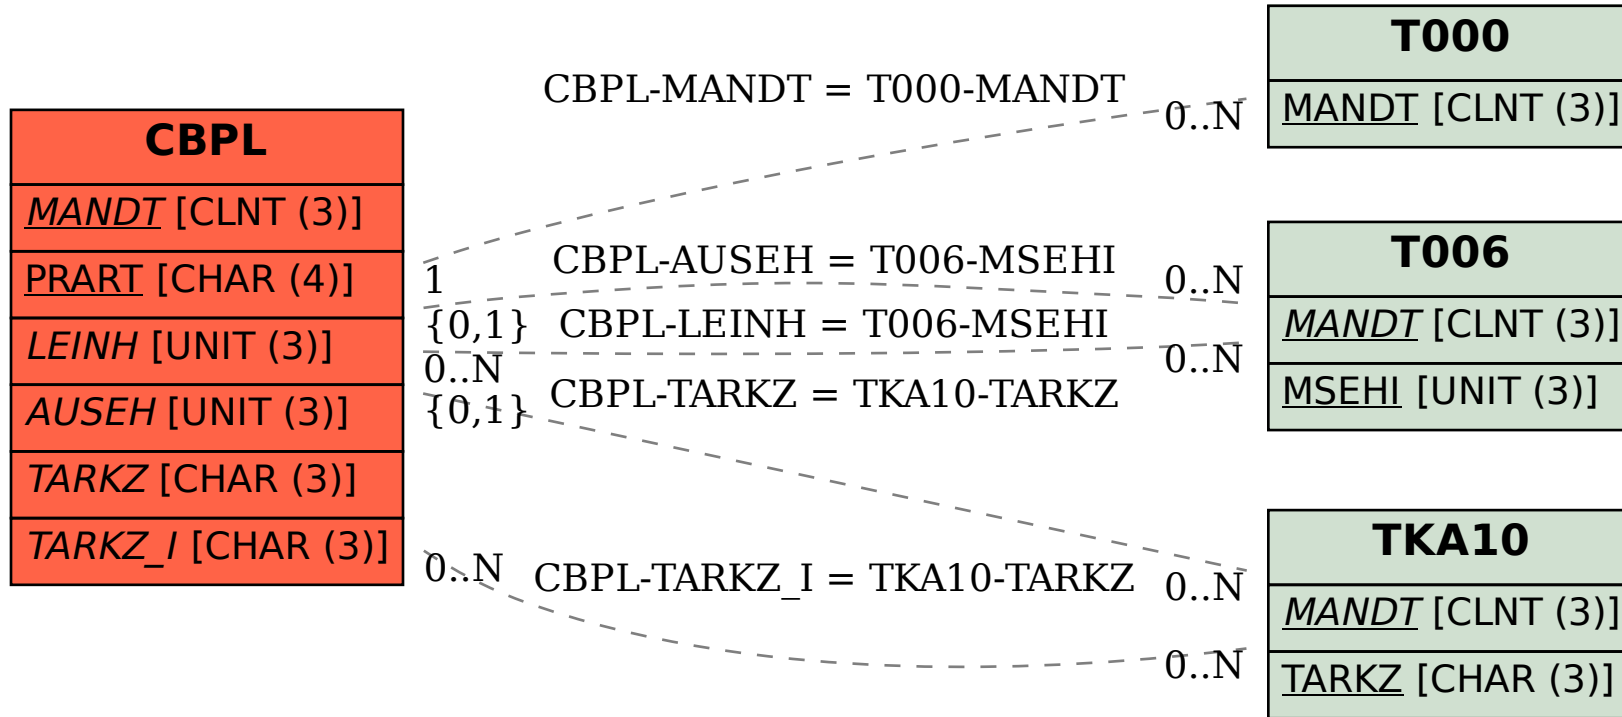 CBPL
MANDT [CLNT (3)]
PRART [CHAR (4)]
LEINH [UNIT (3)]
AUSEH [UNIT (3)]
TARKZ [CHAR (3)]
TARKZ_I [CHAR (3)]
CBPL-MANDT = T000-MANDT
0..N
1
CBPL-AUSEH = T006-MSEHI
0..N
{0,1}
CBPL-LEINH = T006-MSEHI
0..N
0..N
CBPL-TARKZ = TKA10-TARKZ
{0,1}
0..N
CBPL-TARKZ_I = TKA10-TARKZ
0..N
0..N
T000
MANDT [CLNT (3)]
T006
MANDT [CLNT (3)]
MSEHI [UNIT (3)]
TKA10
MANDT [CLNT (3)]
TARKZ [CHAR (3)]